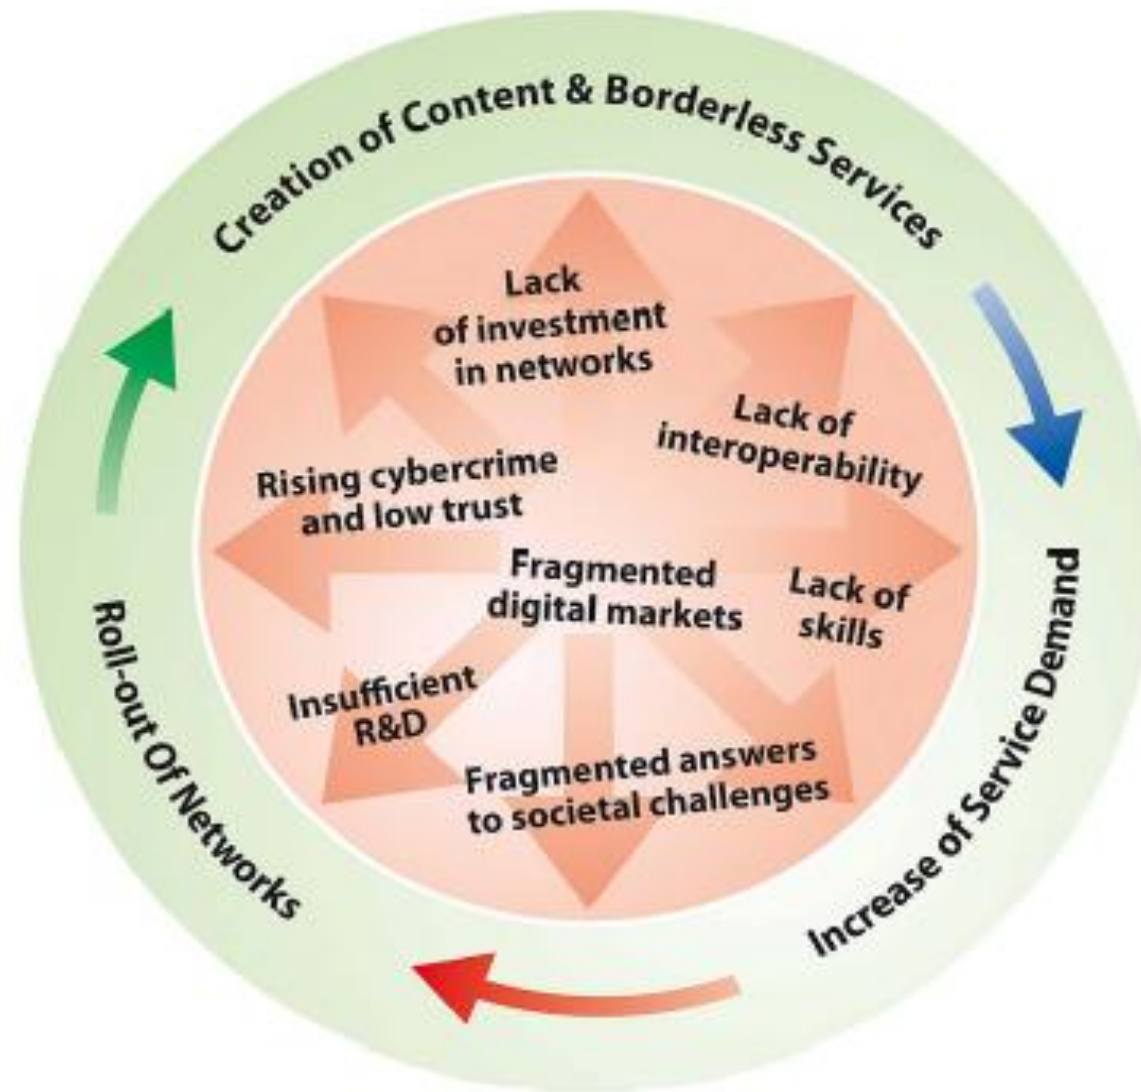 Creation of Content & Borderless Services
Lack
of investment
in networks
Lack of
interoperability
Rising cybercrime
and low trust
Fragmented
digital markets
Lack of
skills
Insufficient
R&D
Fragmented answers
to societal challenges
Increase of Service Demand
Roll-out Of Networks